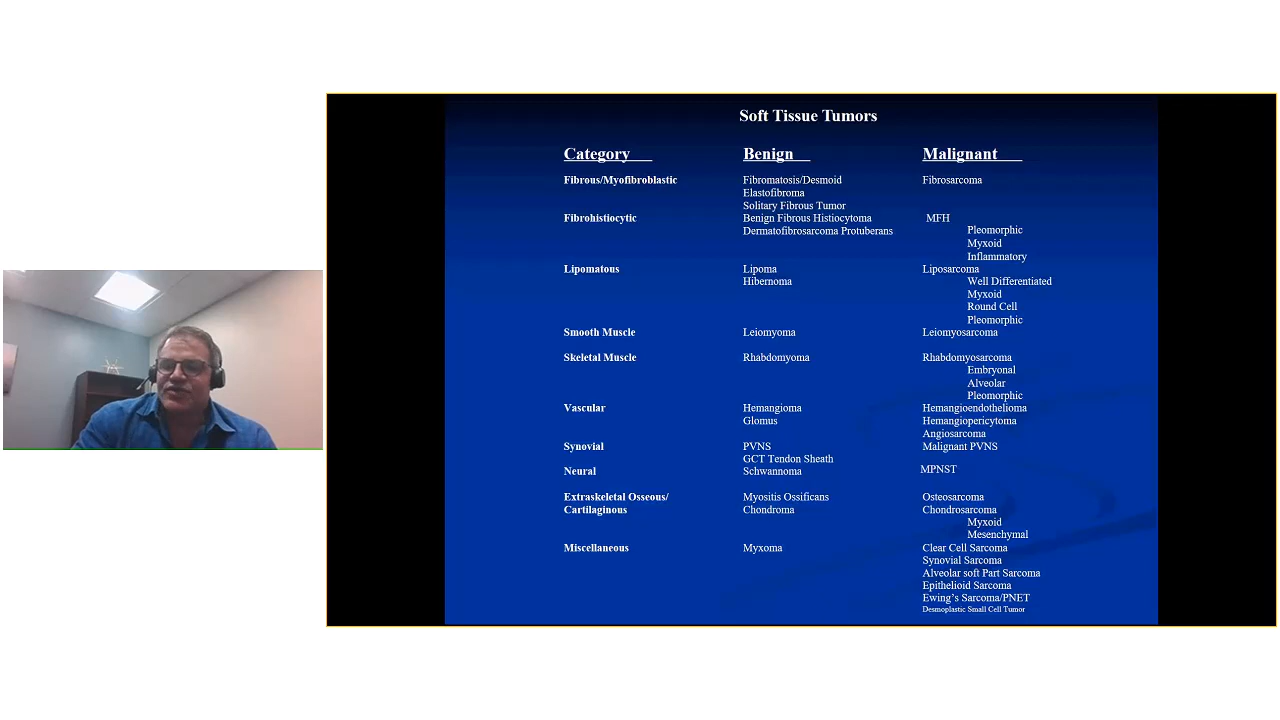 Soft Tissue Tumors
Category Benign Malignant
Fibrous/Myofibroblastic Fibromatosis/Desmoid Fibrosarcoma
Elastofibroma
Solitary Fibrous Tumor
Fibrohistiocytic Benign Fibrous Histiocytoma MFH
Dermatofibrosarcoma Protuberans Pleomorphic
Myxoid
Inflammatory
Lipomatous Lipoma Liposarcoma
Hibernoma Well Differentiated
Myxoid
Round Cell
Pleomorphic
Smooth Muscle Leiomyoma Leiomyosarcoma
Skeletal Muscle Rhabdomyoma Rhabdomyosarcoma
Embryonal
Alveolar
Pleomorphic
Vascular Hemangioma Hemangioendothelioma
Glomus Hemangiopericytoma
Angiosarcoma
Synovial PVNS Malignant PVNS
GCT Tendon Sheath
Neural Schwannoma MPNST
Extraskeletal Osseous/ Myositis Ossificans Osteosarcoma
Cartilaginous Chondroma Chondrosarcoma
Myxoid
Mesenchymal
Miscellaneous Myxoma Clear Cell Sarcoma
Synovial Sarcoma
Alveolar soft Part Sarcoma
Epithelioid Sarcoma
Ewing's Sarcoma/PNET
Desmoplastic Small Cell Tumor